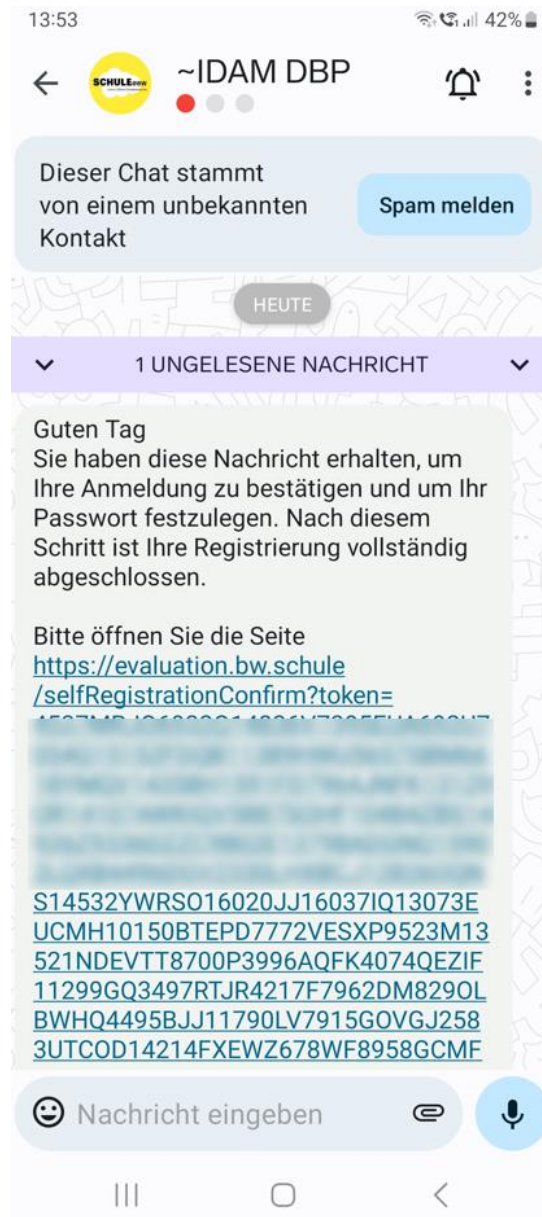 13:53
42%
SCHULE@BW
~IDAM DBP
Dieser Chat stammt
von einem unbekannten
Kontakt
Spam melden
HEUTE
1 UNGELESENE NACHRICHT
Guten Tag
Sie haben diese Nachricht erhalten, um
Ihre Anmeldung zu bestätigen und um Ihr
Passwort festzulegen. Nach diesem
Schritt ist Ihre Registrierung vollständig
abgeschlossen.
Bitte öffnen Sie die Seite
https://evaluation.bw.schule
/selfRegistrationConfirm?token=
S14532YWRSO16020JJ16037IQ13073E
UCMH10150BTEPD7772VESXP9523M13
521NDEVTT8700P3996AQFK4074QEZIF
11299GQ3497RTJR4217F7962DM829OL
BWHQ4495BJJ11790LV7915GOVGJ258
3UTCOD14214FXEWZ678WF8958GCMF
Nachricht eingeben